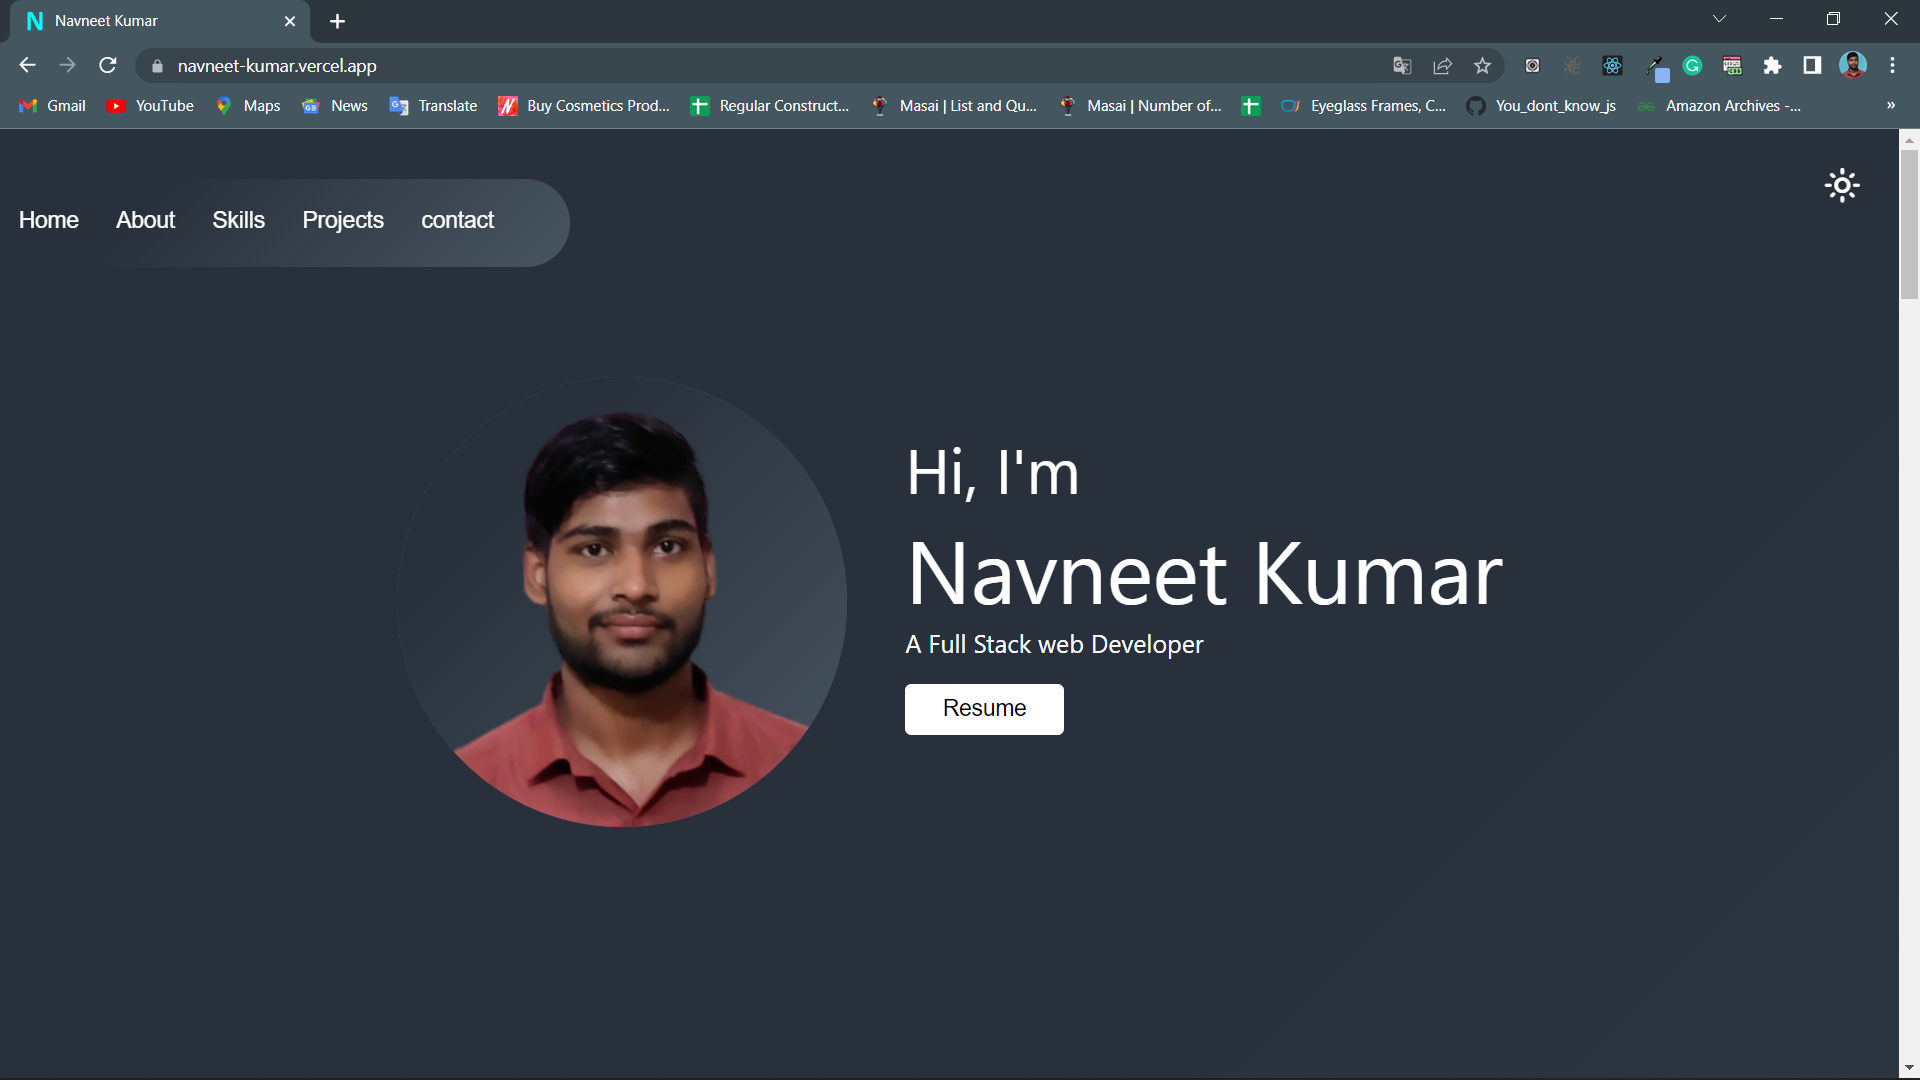 N Navneet Kumar
navneet-kumar.vercel.app
Gmail YouTube Maps News Translate Buy Cosmetics Prod... Regular Construct... Masai | List and Qu... Masai | Number of... Eyeglass Frames, C... You_dont_know_js Amazon Archives -... »
Home About Skills Projects contact
Hi, I'm
Navneet Kumar
A Full Stack web Developer
Resume